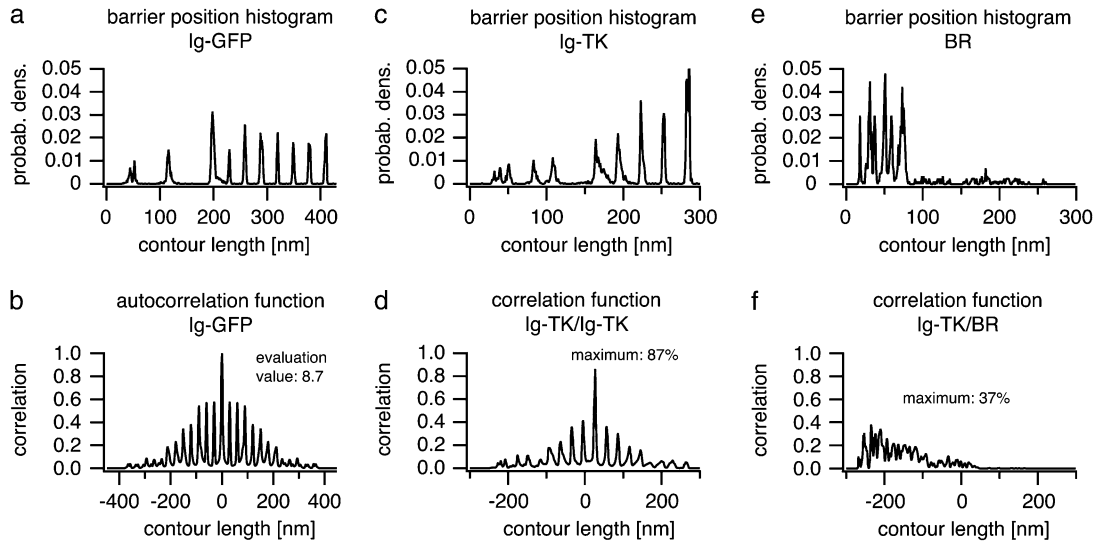 a
barrier position histogram
Ig-GFP
probab. dens.
0.05
0.04
0.03
0.02
0.01
0
0 100 200 300 400
contour length [nm]
c
barrier position histogram
Ig-TK
probab. dens.
0.05
0.04
0.03
0.02
0.01
0
0 100 200 300
contour length [nm]
e
barrier position histogram
BR
probab. dens.
0.05
0.04
0.03
0.02
0.01
0
0 100 200 300
contour length [nm]
b
autocorrelation function
Ig-GFP
correlation
1.0
0.8
0.6
0.4
0.2
0.0
evaluation
value: 8.7
-400 -200 0 200 400
contour length [nm]
d
correlation function
Ig-TK/Ig-TK
correlation
1.0
0.8
0.6
0.4
0.2
0.0
maximum: 87%
-200 0 200
contour length [nm]
f
correlation function
Ig-TK/BR
correlation
1.0
0.8
0.6
0.4
0.2
0.0
maximum: 37%
-200 0 200
contour length [nm]